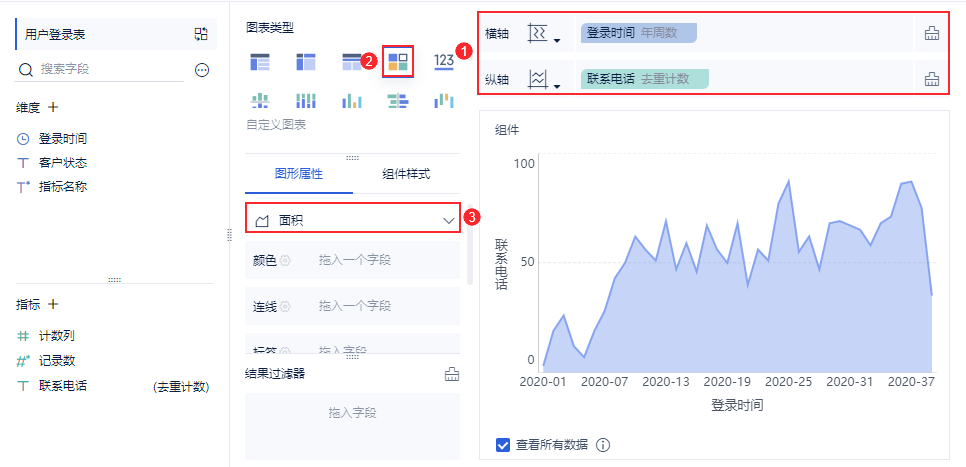 用户登录表
搜索字段
维度
登录时间
客户状态
指标名称
指标
计数列
记录数
联系电话 (去重计数)
图表类型
123
2
1
自定义图表
图形属性 组件样式
面积
3
颜色 拖入一个字段
连线 拖入一个字段
标签 拖入字段
结果过滤器
拖入字段
横轴 登录时间 年周数
纵轴 联系电话 去重计数
组件
100
50
0
联系电话
2020-01 2020-07 2020-13 2020-19 2020-25 2020-31 2020-37
登录时间
查看所有数据